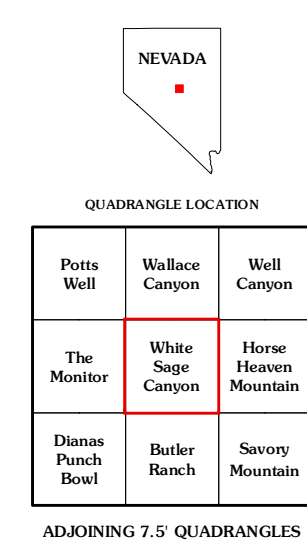 NEVADA
QUADRANGLE LOCATION
Potts
Well
Wallace
Canyon
Well
Canyon
The
Monitor
White
Sage
Canyon
Horse
Heaven
Mountain
Dianas
Punch
Bowl
Butler
Ranch
Savory
Mountain
ADJOINING 7.5' QUADRANGLES